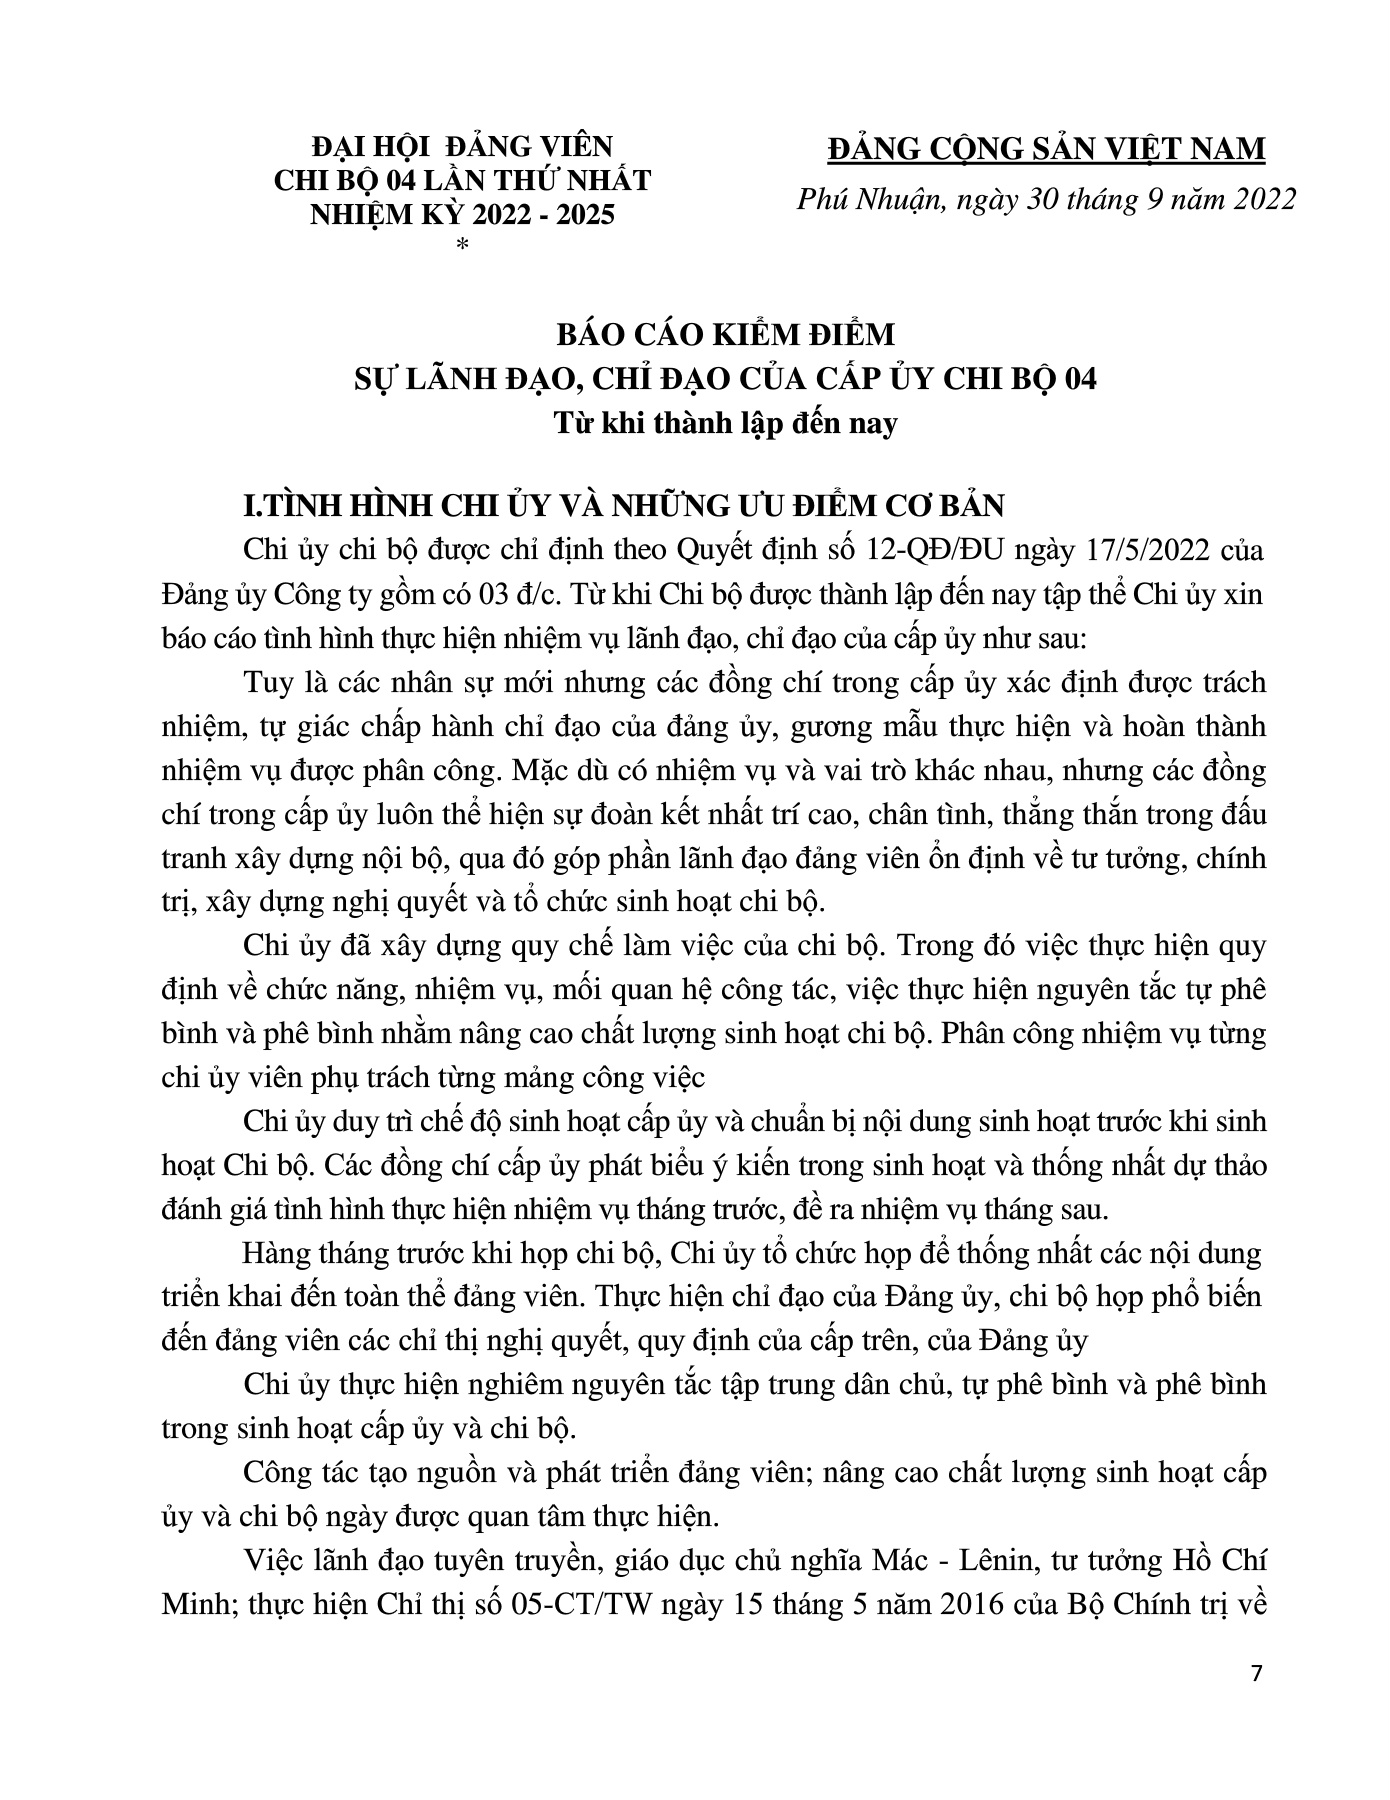 ĐẠI HỘI ĐẢNG VIÊN
CHI BỘ 04 LẦN THỨ NHẤT
NHIỆM KỲ 2022 - 2025
*
ĐẢNG CỘNG SẢN VIỆT NAM
Phú Nhuận, ngày 30 tháng 9 năm 2022
BÁO CÁO KIỂM ĐIỂM
SỰ LÃNH ĐẠO, CHỈ ĐẠO CỦA CẤP ỦY CHI BỘ 04
Từ khi thành lập đến nay
I.TÌNH HÌNH CHI ỦY VÀ NHỮNG ƯU ĐIỂM CƠ BẢN
Chi ủy chi bộ được chỉ định theo Quyết định số 12-QĐ/ĐU ngày 17/5/2022 của
Đảng ủy Công ty gồm có 03 đ/c. Từ khi Chi bộ được thành lập đến nay tập thể Chi ủy xin
báo cáo tình hình thực hiện nhiệm vụ lãnh đạo, chỉ đạo của cấp ủy như sau:
Tuy là các nhân sự mới nhưng các đồng chí trong cấp ủy xác định được trách
nhiệm, tự giác chấp hành chỉ đạo của đảng ủy, gương mẫu thực hiện và hoàn thành
nhiệm vụ được phân công. Mặc dù có nhiệm vụ và vai trò khác nhau, nhưng các đồng
chí trong cấp ủy luôn thể hiện sự đoàn kết nhất trí cao, chân tình, thẳng thắn trong đấu
tranh xây dựng nội bộ, qua đó góp phần lãnh đạo đảng viên ổn định về tư tưởng, chính
trị, xây dựng nghị quyết và tổ chức sinh hoạt chi bộ.
Chi ủy đã xây dựng quy chế làm việc của chi bộ. Trong đó việc thực hiện quy
định về chức năng, nhiệm vụ, mối quan hệ công tác, việc thực hiện nguyên tắc tự phê
bình và phê bình nhằm nâng cao chất lượng sinh hoạt chi bộ. Phân công nhiệm vụ từng
chi ủy viên phụ trách từng mảng công việc
Chi ủy duy trì chế độ sinh hoạt cấp ủy và chuẩn bị nội dung sinh hoạt trước khi sinh
hoạt Chi bộ. Các đồng chí cấp ủy phát biểu ý kiến trong sinh hoạt và thống nhất dự thảo
đánh giá tình hình thực hiện nhiệm vụ tháng trước, đề ra nhiệm vụ tháng sau.
Hàng tháng trước khi họp chi bộ, Chi ủy tổ chức họp để thống nhất các nội dung
triển khai đến toàn thể đảng viên. Thực hiện chỉ đạo của Đảng ủy, chi bộ họp phổ biến
đến đảng viên các chỉ thị nghị quyết, quy định của cấp trên, của Đảng ủy
Chi ủy thực hiện nghiêm nguyên tắc tập trung dân chủ, tự phê bình và phê bình
trong sinh hoạt cấp ủy và chi bộ.
Công tác tạo nguồn và phát triển đảng viên; nâng cao chất lượng sinh hoạt cấp
ủy và chi bộ ngày được quan tâm thực hiện.
Việc lãnh đạo tuyên truyền, giáo dục chủ nghĩa Mác - Lênin, tư tưởng Hồ Chí
Minh; thực hiện Chỉ thị số 05-CT/TW ngày 15 tháng 5 năm 2016 của Bộ Chính trị về
7